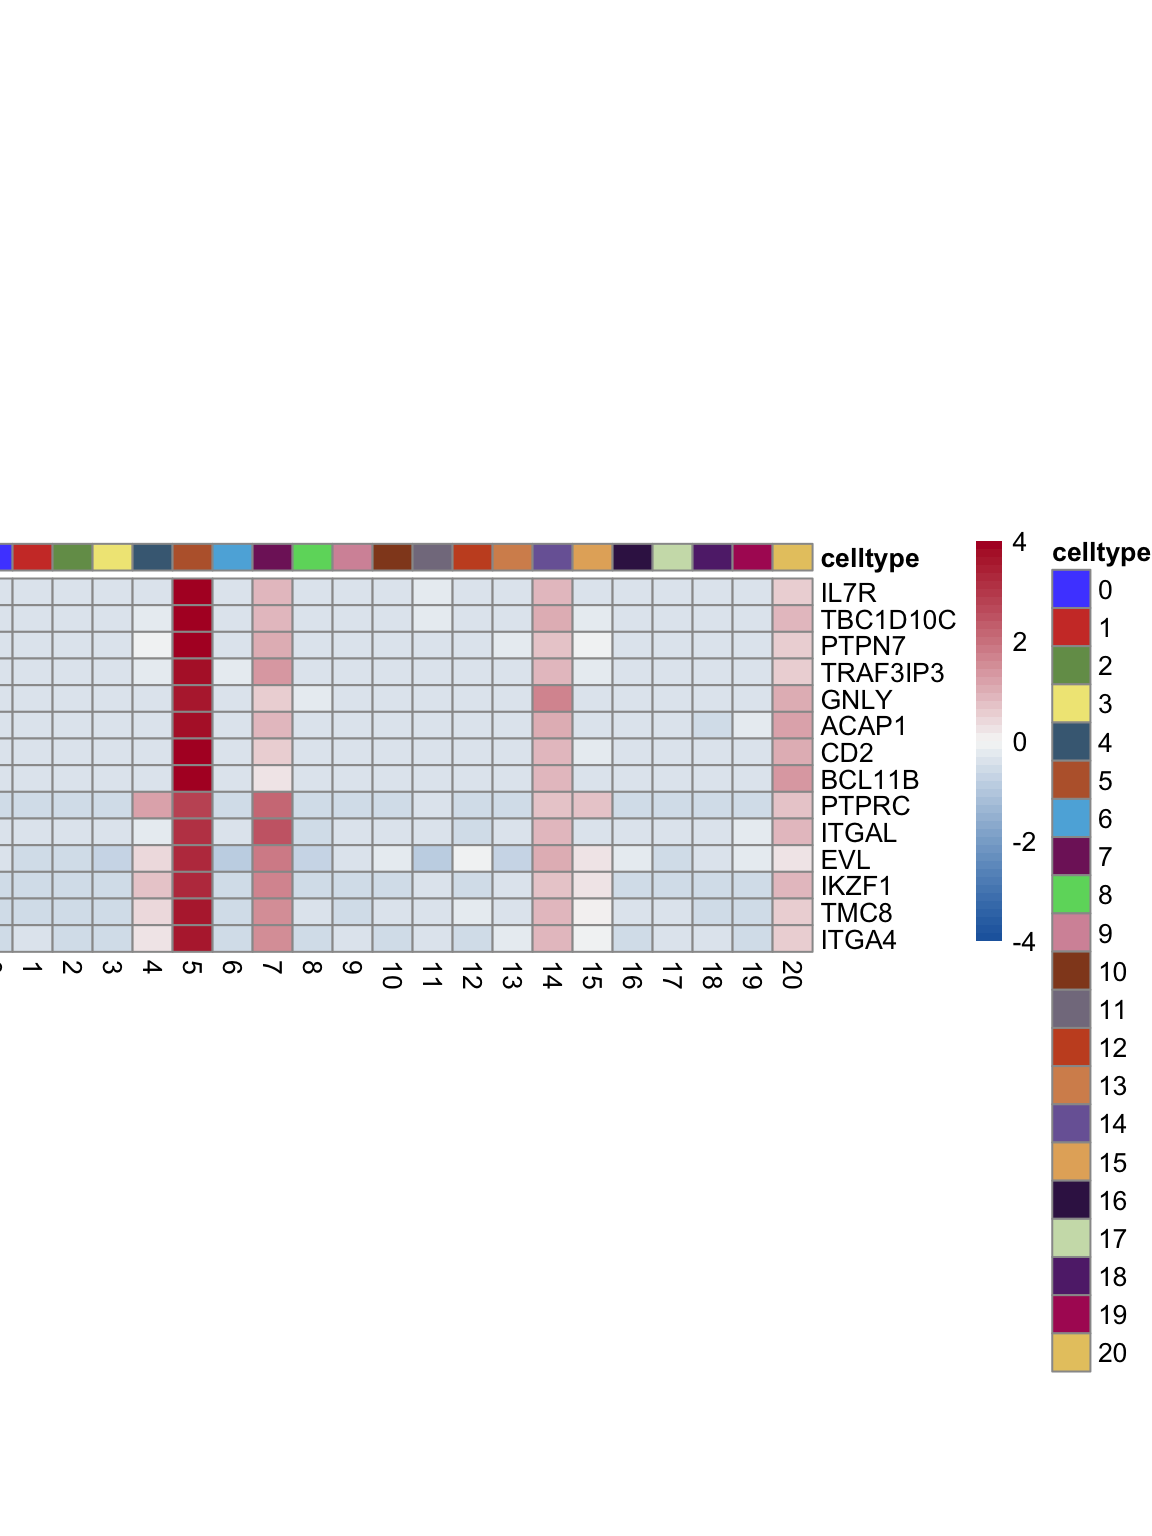 celltype
IL7R
TBC1D10C
PTPN7
TRAF3IP3
GNLY
ACAP1
CD2
BCL11B
PTPRC
ITGAL
EVL
IKZF1
TMC8
ITGA4
1 2 3 4 5 6 7 8 9 10 11 12 13 14 15 16 17 18 19 20
4
2
0
-2
-4
celltype
0
1
2
3
4
5
6
7
8
9
10
11
12
13
14
15
16
17
18
19
20